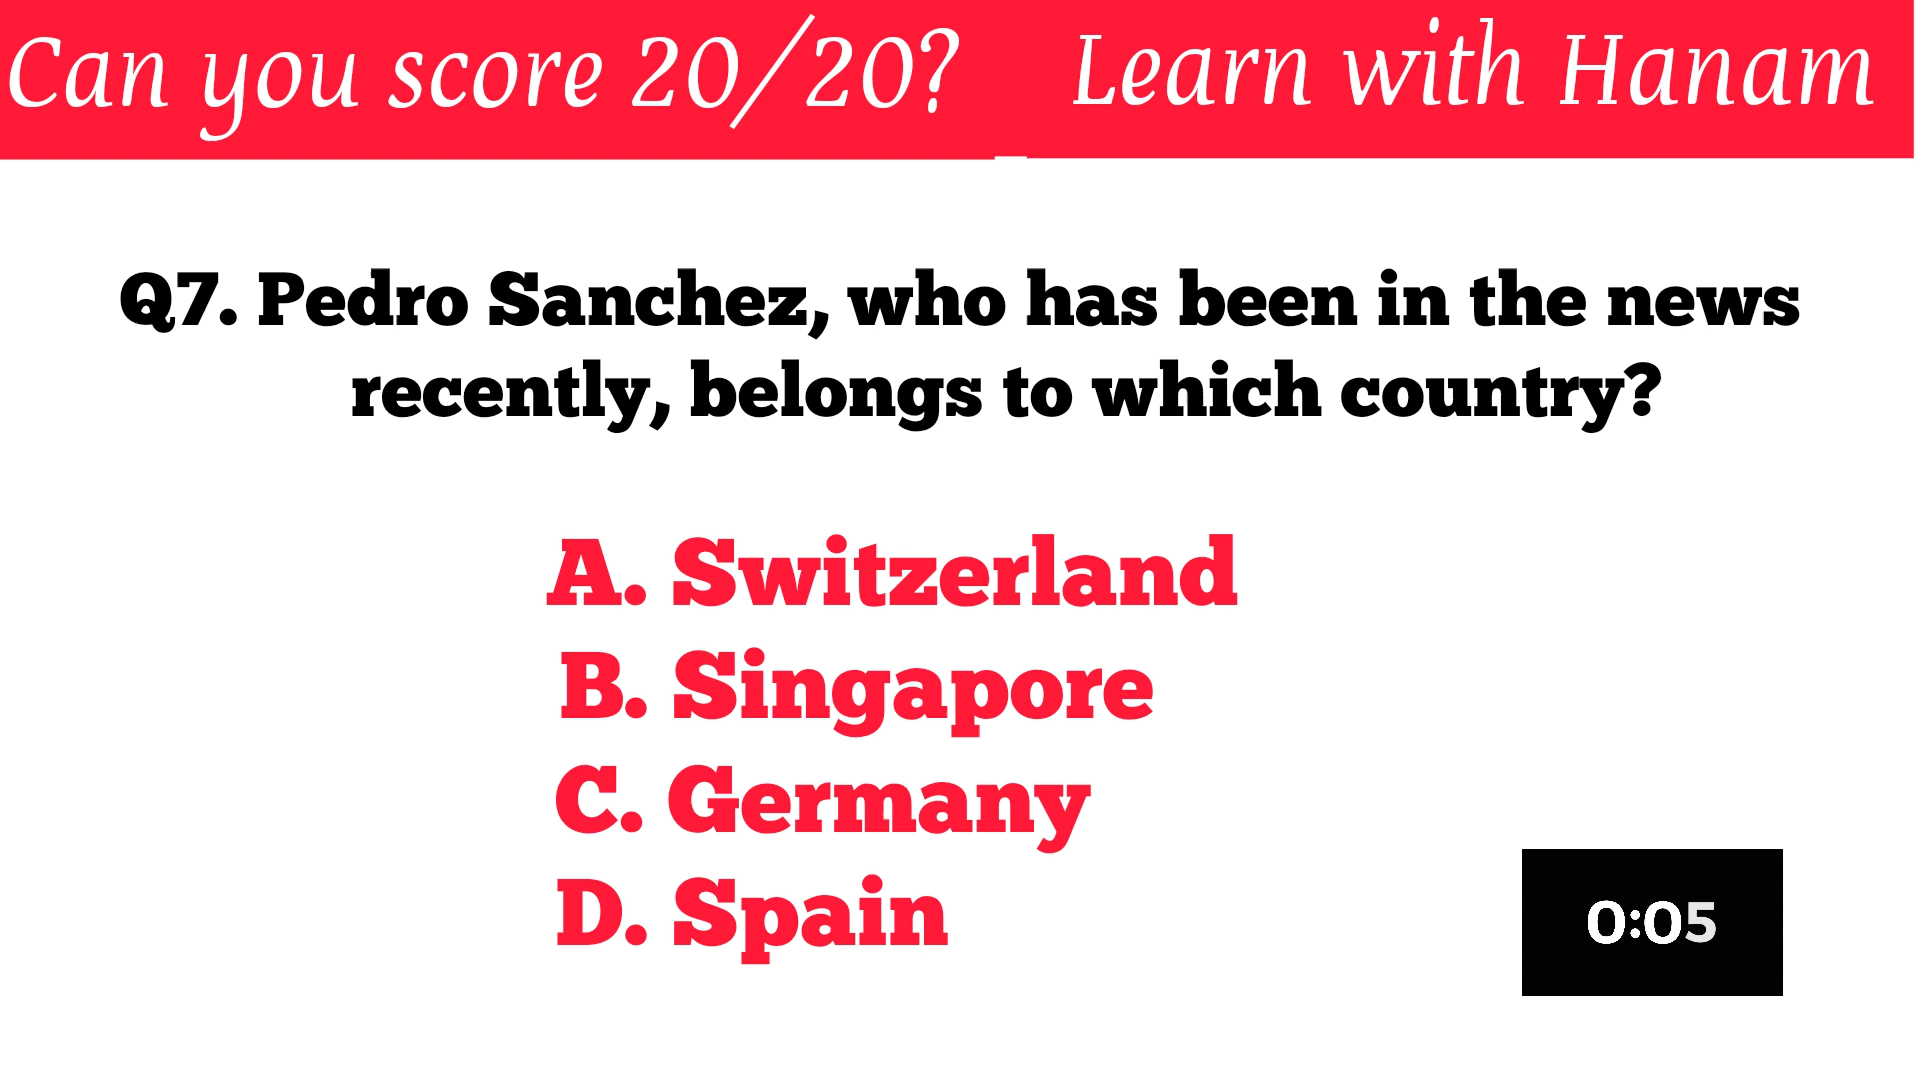 Can you score 20/20?
Learn with Hanam
Q7. Pedro Sanchez, who has been in the news
recently, belongs to which country?
A. Switzerland
B. Singapore
C. Germany
D. Spain
0:05